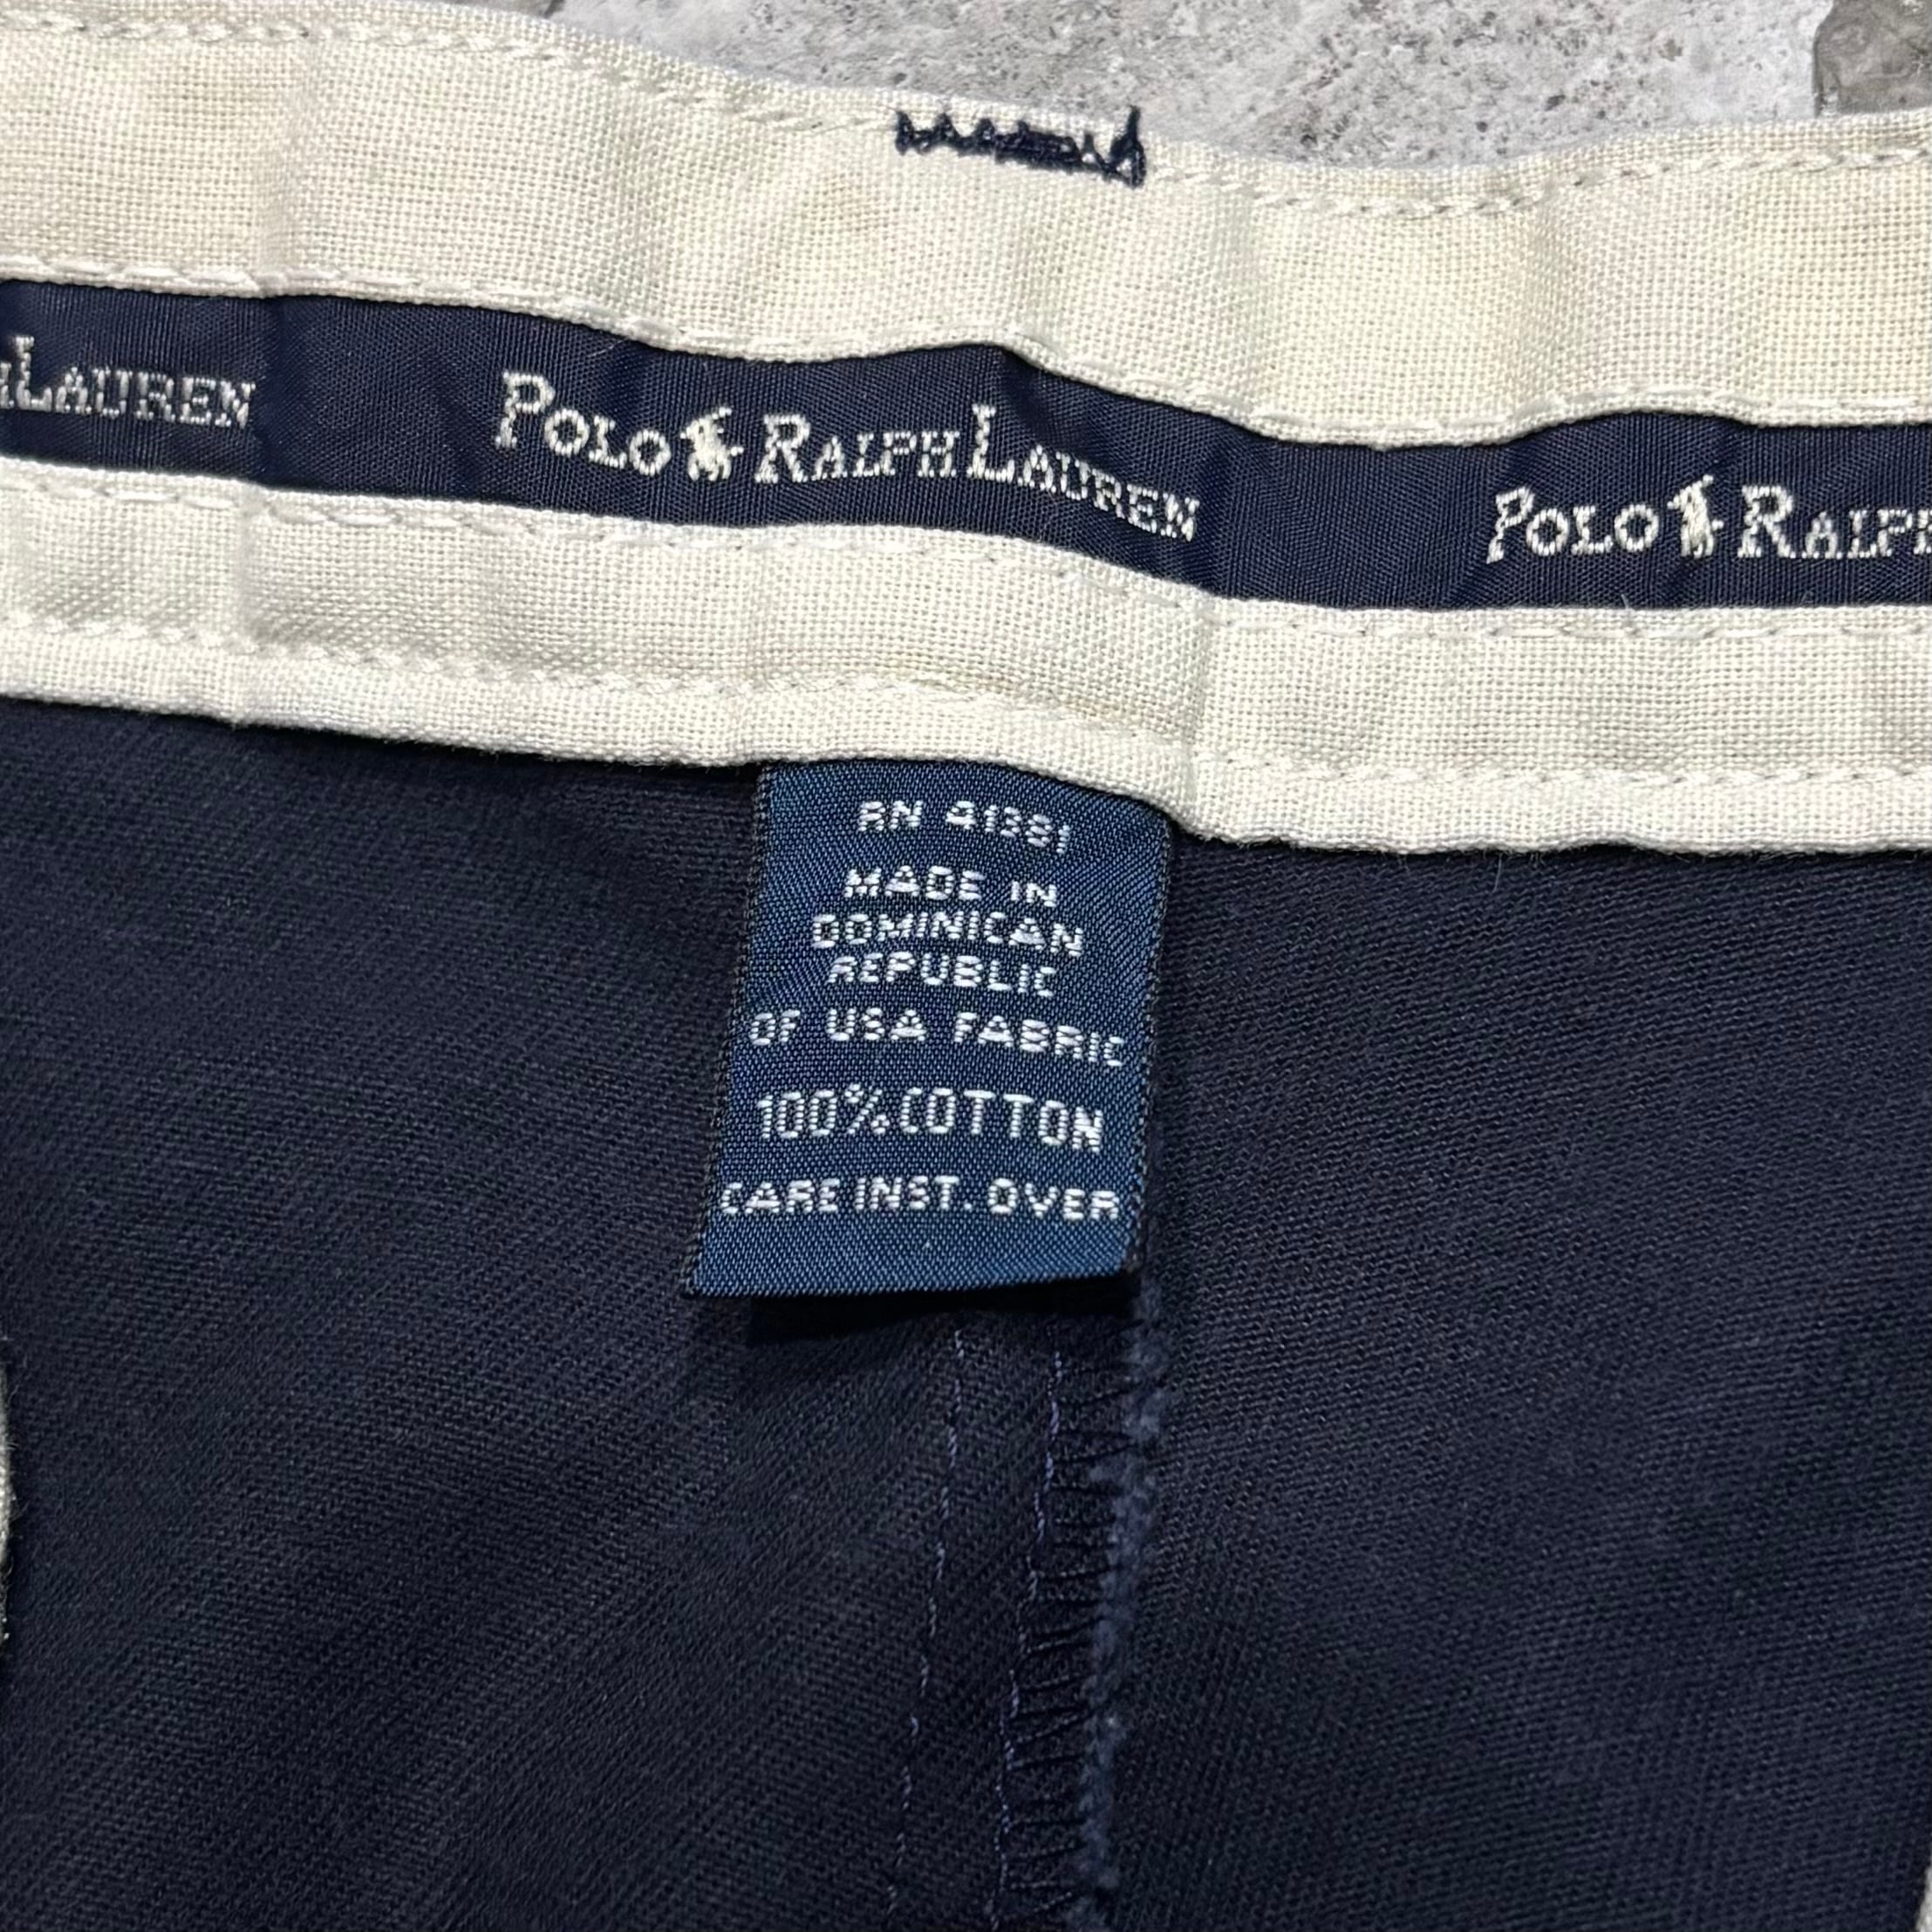 LAUREN
POLO RALPH LAUREN
POLO RALPH
RN 41381
MADE IN
DOMINICAN
REPUBLIC
OF USA FABRIC
100% COTTON
CARE INST. OVER